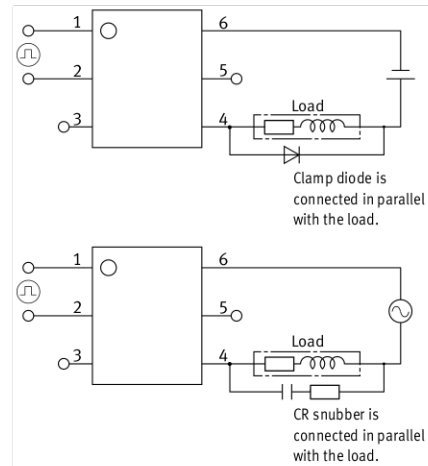 1
6
2
5
3
4
Load
Clamp diode is
connected in parallel
with the load.
1
6
2
5
3
4
Load
CR snubber is
connected in parallel
with the load.